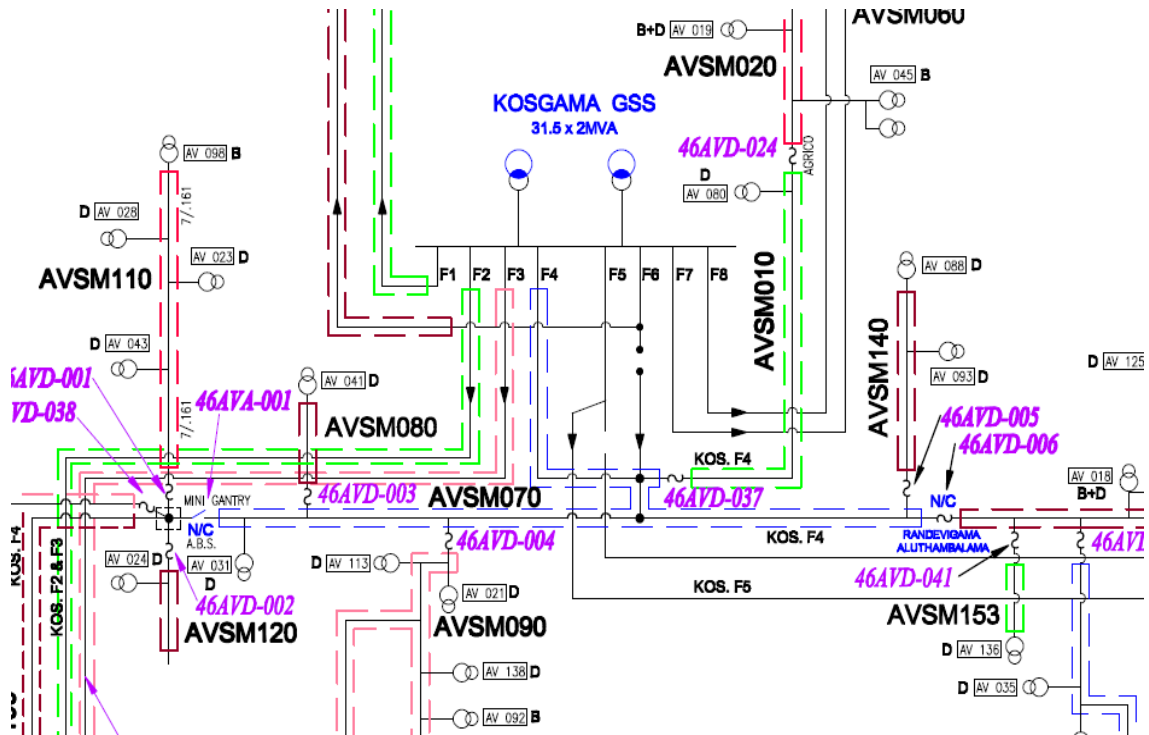 AVSM060
B+D AV 019
AVSM020
AV 045 B
KOSGAMA GSS
31.5 x 2MVA
46AVD-024
AGRICO
AV 098 B
D
AV 080
7/.161
D AV 028
AV 023 D
AVSM110
F1 F2 F3 F4 F5 F6 F7 F8
AVSM010
AV 088 D
AVSM140
D AV 043
AV 093 D
D AV 125
46AVD-001
VD-038
46AVA-001
AV 041 D
7/.161
AVSM080
46AVD-005
46AVD-006
KOS. F4
46AVD-003
AVSM070
46AVD-037
AV 018
B+D
MINI GANTRY
N/C
A.B.S.
N/C
RANDEVIGAMA
ALUTHAMBALAMA
KOS. F4
KOS. F4
KOS. F2 & F3
AV 024 D
AV 031
D
46AVD-004
46AVD-002
D AV 113
AV 021 D
46AVD-041
46AV
KOS. F5
AVSM120
AVSM090
AVSM153
D AV 136
AV 138 D
D AV 035
AV 092 B